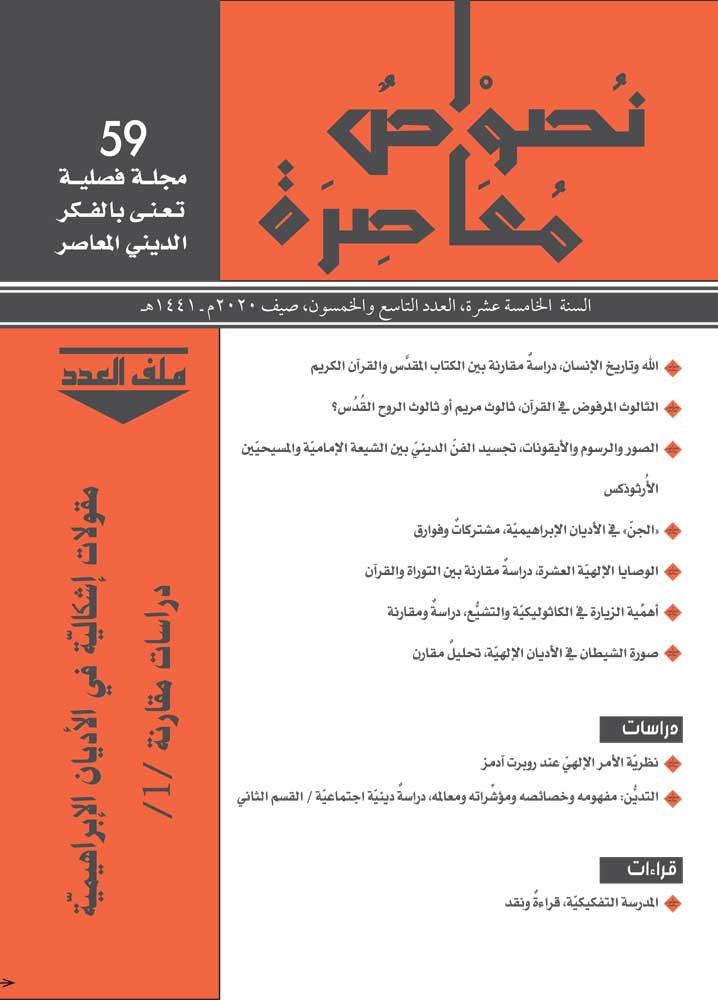 نُصوْصٌ
مُعَاصِرَة
59
مجلة فصلية
تعنى بالفكر
الديني المعاصر
السنة الخامسة عشرة، العدد التاسع والخمسون، صيف ٢٠٢٠م ـ ١٤٤١هـ
ملف العدد
مقولات إشكاليّة في الأديان الإبراهيميّة
دراسات مقارنة /1/
الله وتاريخ الإنسان، دراسةٌ مقارنة بين الكتاب المقدَّس والقرآن الكريم
الثالوث المرفوض في القرآن، ثالوث مريم أو ثالوث الروح القُدُس؟
الصور والرسوم والأيقونات، تجسيد الفنّ الدينيّ بين الشيعة الإماميّة والمسيحيّين
الأُرثوذكس
«الجنّ» في الأديان الإبراهيميّة، مشتركاتٌ وفوارق
الوصايا الإلهيّة العشرة، دراسةٌ مقارنة بين التوراة والقرآن
أهمِّية الزيارة في الكاثوليكيّة والتشيُّع، دراسةٌ ومقارنة
صورة الشيطان في الأديان الإلهيّة، تحليلٌ مقارن
دراسات
نظريّة الأمر الإلهيّ عند روبرت آدمز
التديُّن: مفهومه وخصائصه ومؤشِّراته ومعالمه، دراسةٌ دينيّة اجتماعيّة / القسم الثاني
قراءات
المدرسة التفكيكيّة، قراءةٌ ونقد